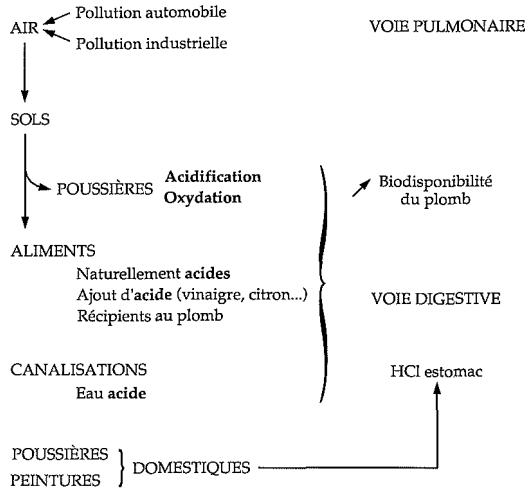 Pollution automobile
AIR
VOIE PULMONAIRE
Pollution industrielle
SOLS
POUSSIÈRES
Acidification
Oxydation
Biodisponibilité
du plomb
ALIMENTS
Naturellement acides
Ajout d'acide (vinaigre, citron...)
Récipients au plomb
VOIE DIGESTIVE
CANALISATIONS
Eau acide
HCl estomac
POUSSIÈRES
PEINTURES
DOMESTIQUES